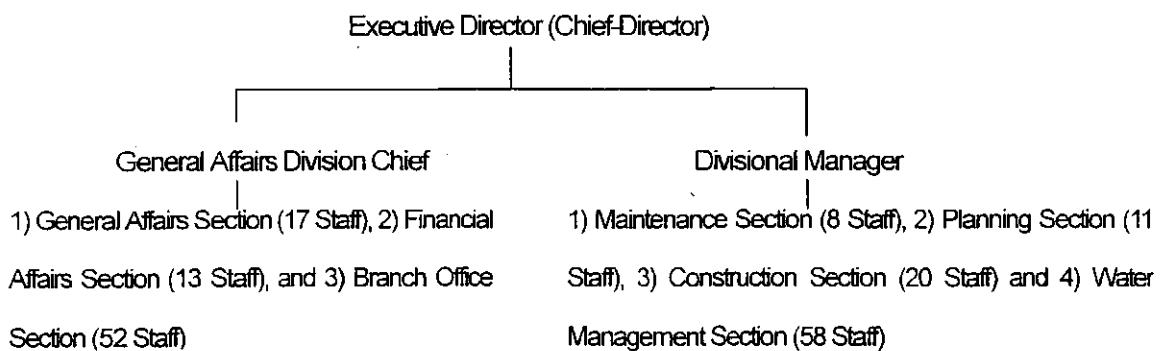 Executive Director (Chief-Director)
General Affairs Division Chief
Divisional Manager
1) General Affairs Section (17 Staff), 2) Financial
Affairs Section (13 Staff), and 3) Branch Office
Section (52 Staff)
1) Maintenance Section (8 Staff), 2) Planning Section (11
Staff), 3) Construction Section (20 Staff) and 4) Water
Management Section (58 Staff)